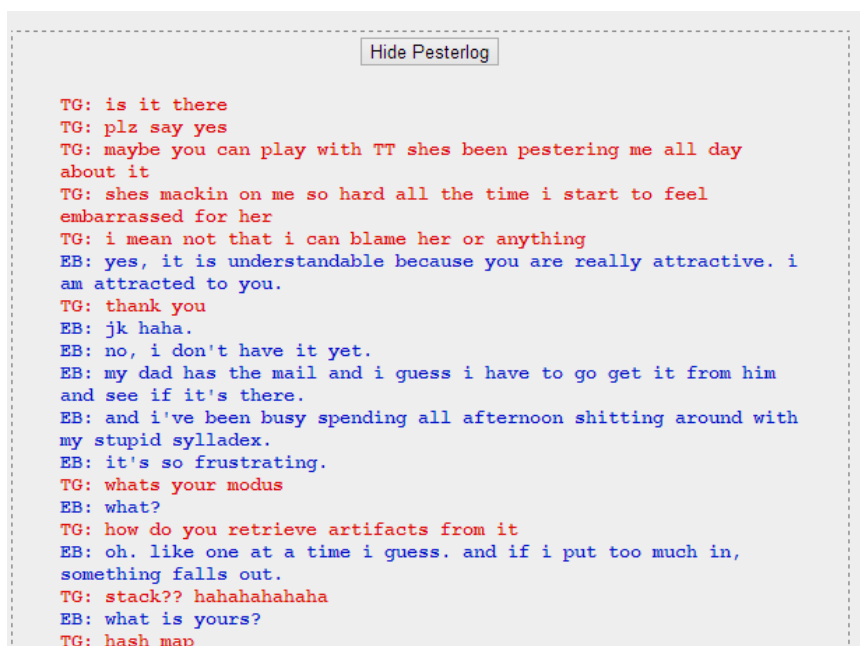 Hide Pesterlog
TG: is it there
TG: plz say yes
TG: maybe you can play with TT shes been pestering me all day
about it
TG: shes mackin on me so hard all the time i start to feel
embarrassed for her
TG: i mean not that i can blame her or anything
EB: yes, it is understandable because you are really attractive. i
am attracted to you.
TG: thank you
EB: jk haha.
EB: no, i don't have it yet.
EB: my dad has the mail and i guess i have to go get it from him
and see if it's there.
EB: and i've been busy spending all afternoon shitting around with
my stupid sylladex.
EB: it's so frustrating.
TG: whats your modus
EB: what?
TG: how do you retrieve artifacts from it
EB: oh. like one at a time i guess. and if i put too much in,
something falls out.
TG: stack?? hahahahahaha
EB: what is yours?
TG: hash map